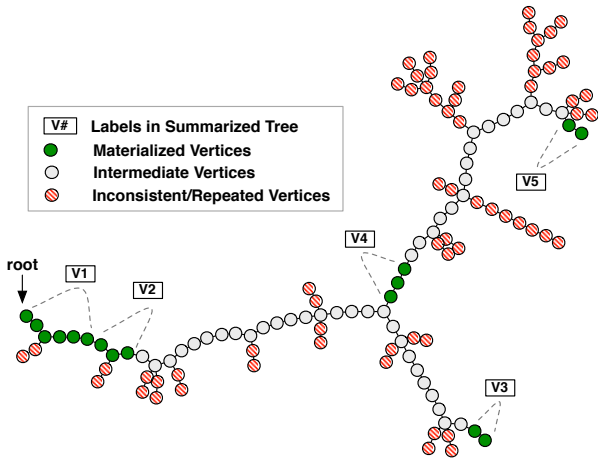 V# Labels in Summarized Tree
Materialized Vertices
Intermediate Vertices
Inconsistent/Repeated Vertices
V5
V4
root
V1
V2
V3